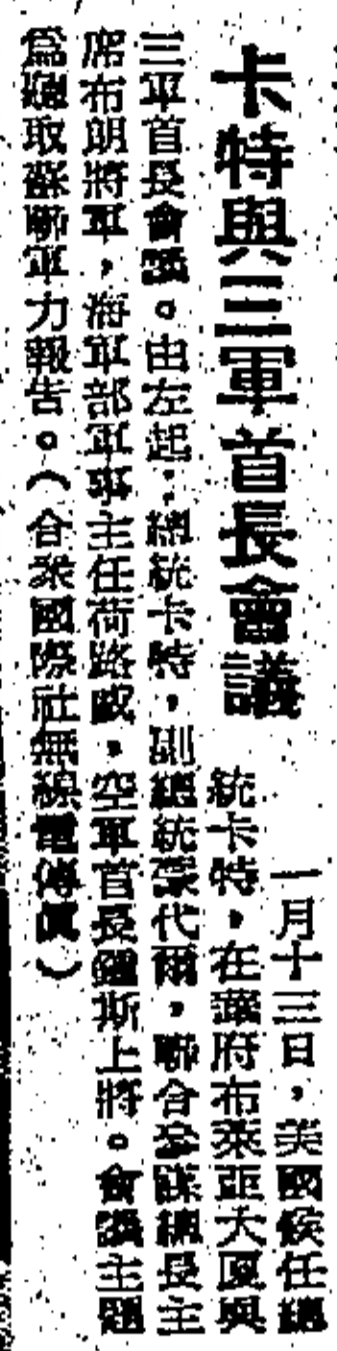 卡特與三軍首長會議
一月十三日,美國候任總
統卡特,在華府布萊亞大廈與
三軍首長會議。由左起:總統卡特,副總統蒙代爾,聯合參謀總長主
席布朗將軍,海軍部軍事主任荷路威,空軍首長鍾斯上將。會議主題
為聽取蘇聯軍力報告。(合眾國際社無線電傳眞)